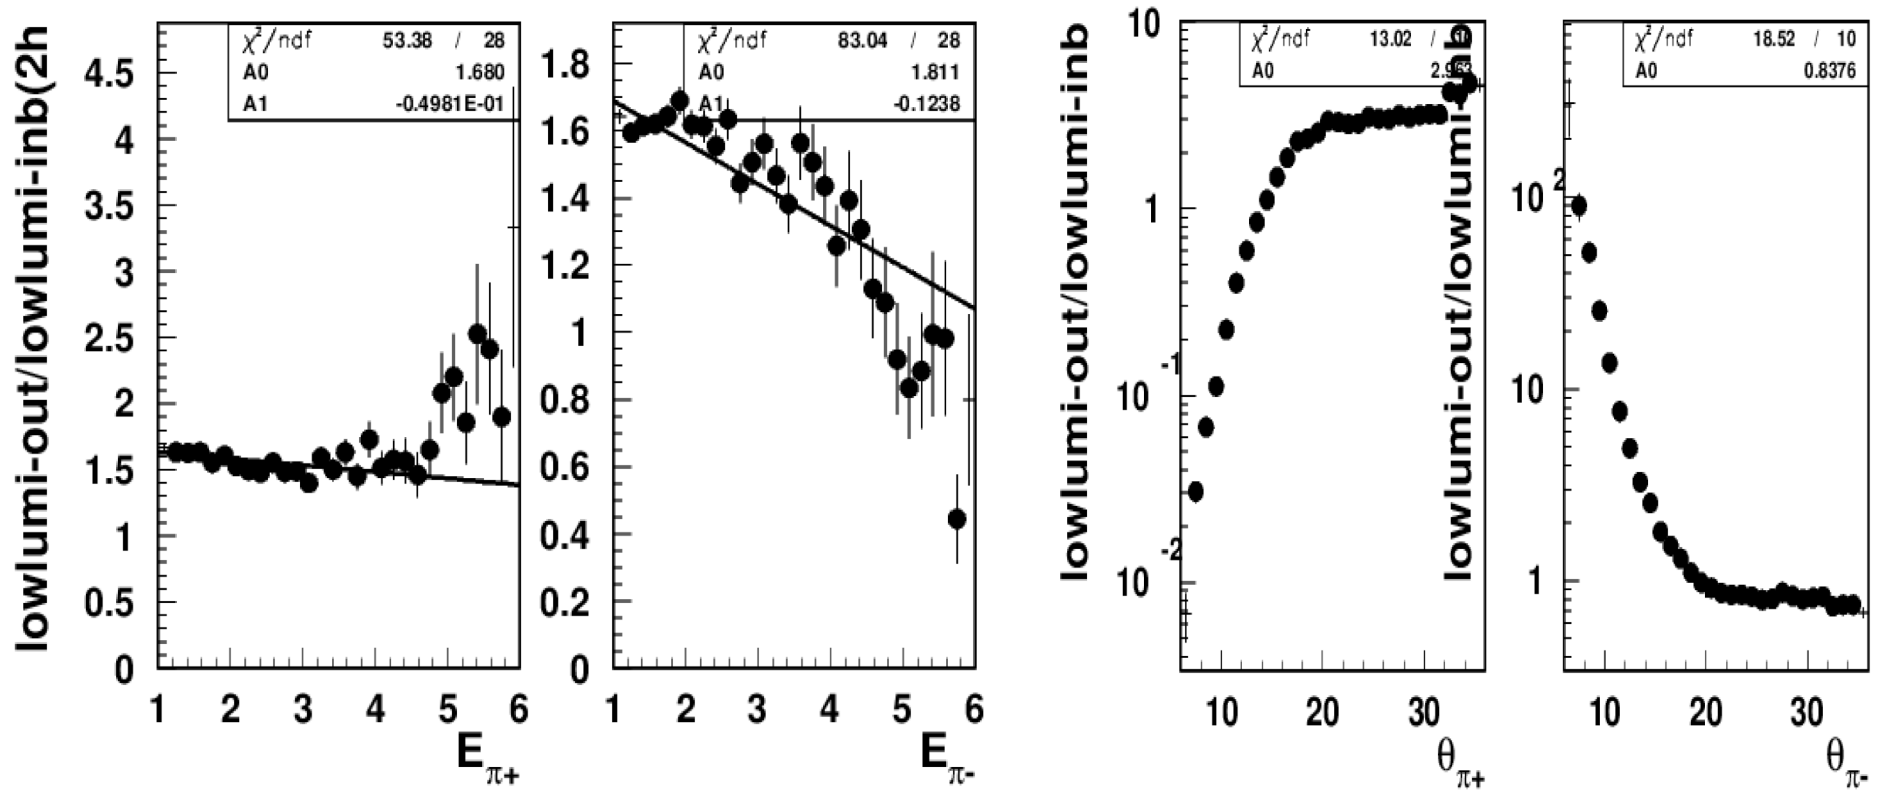 lowlumi-out/lowlumi-inb(2h
χ²/ndf 53.38 / 28
A0 1.680
A1 -0.4981E-01
4.5
4
3.5
3
2.5
2
1.5
1
0.5
0
1 2 3 4 5 6
E π+
χ²/ndf 83.04 / 28
A0 1.811
A1 -0.1238
1.8
1.6
1.4
1.2
1
0.8
0.6
0.4
0.2
0
1 2 3 4 5 6
E π-
lowlumi-out/lowlumi-inb
χ²/ndf 13.02 /
A0
10
1
10 -1
10 -2
10 20 30
θ π+
lowlumi-out/lowlumi-inb
χ²/ndf 18.52 / 10
A0 0.8376
10 2
10
1
10 20 30
θ π-